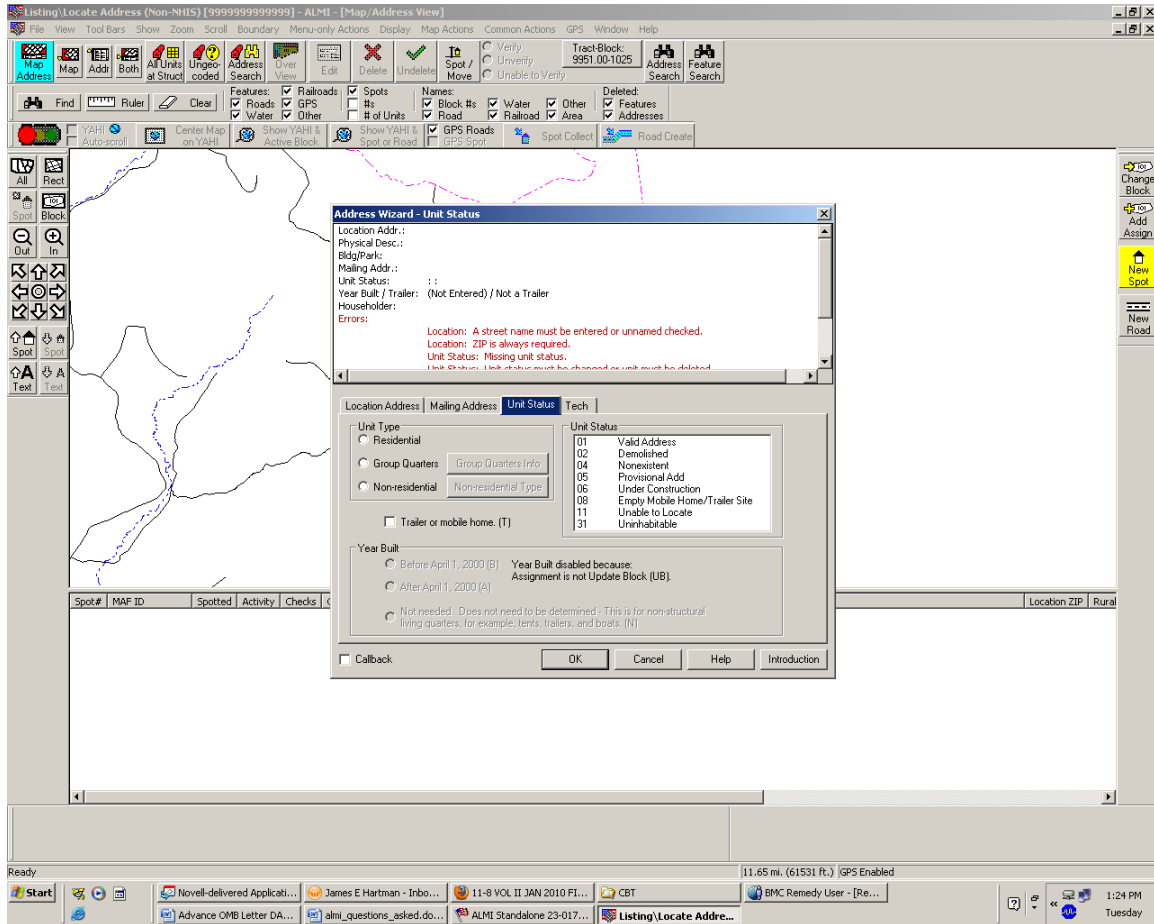 Listing\Locate Address (Non-NHIS) [9999999999999] - ALMI - [Map/Address View]
File View Tool Bars Show Zoom Scroll Boundary Menu-only Actions Display Map Actions Common Actions GPS Window Help
Map Address
Map
Addr
Both
All Units at Struct
Ungeo-coded
Address Search
Over View
Edit
Delete
Undelete
Spot / Move
Verify
Unverify
Unable to Verify
Tract-Block:
9951.00-1025
Address Search
Feature Search
Find
Ruler
Clear
Features: Railroads Spots Names: Deleted:
Roads GPS #s Block #s Water Other Features
Water Other # of Units Road Railroad Area Addresses
YAHI
Auto-scroll
Center Map on YAHI
Show YAHI & Active Block
Show YAHI & Spot or Road
GPS Roads
GPS Spot
Spot Collect
Road Create
All
Rect
Spot
Block
Out
In
Spot
Spot
A A
Text
Text
Change Block
Add Assign
New Spot
New Road
Address Wizard - Unit Status
Location Addr.:
Physical Desc.:
Bldg/Park:
Mailing Addr.:
Unit Status: : :
Year Built / Trailer: (Not Entered) / Not a Trailer
Householder:
Errors:
Location: A street name must be entered or unnamed checked.
Location: ZIP is always required.
Unit Status: Missing unit status.
Unit Status: Unit status must be changed or unit must be deleted
Location Address
Mailing Address
Unit Status
Tech
Unit Type
Residential
Group Quarters
Group Quarters Info
Non-residential
Non-residential Type
Trailer or mobile home. (T)
Unit Status
01 Valid Address
02 Demolished
04 Nonexistent
05 Provisional Add
06 Under Construction
08 Empty Mobile Home/Trailer Site
11 Unable to Locate
31 Uninhabitable
Year Built
Before April 1, 2000 (B)
After April 1, 2000 (A)
Year Built disabled because:
Assignment is not Update Block (UB).
Not needed. Does not need to be determined - This is for non-structural
living quarters, for example, tents, trailers, and boats. (N)
Callback
OK
Cancel
Help
Introduction
Spot# MAF ID Spotted Activity Checks Location ZIP Rural
Ready
11.65 mi. (61531 ft.) GPS Enabled
Start
Novell-delivered Applicati...
James E Hartman - Inbo...
11-8 VOL II JAN 2010 FI...
CBT
BMC Remedy User - [Re...
Advance OMB Letter DA...
almi_questions_asked.do...
ALMI Standalone 23-017...
Listing\Locate Addre...
1:24 PM
Tuesday